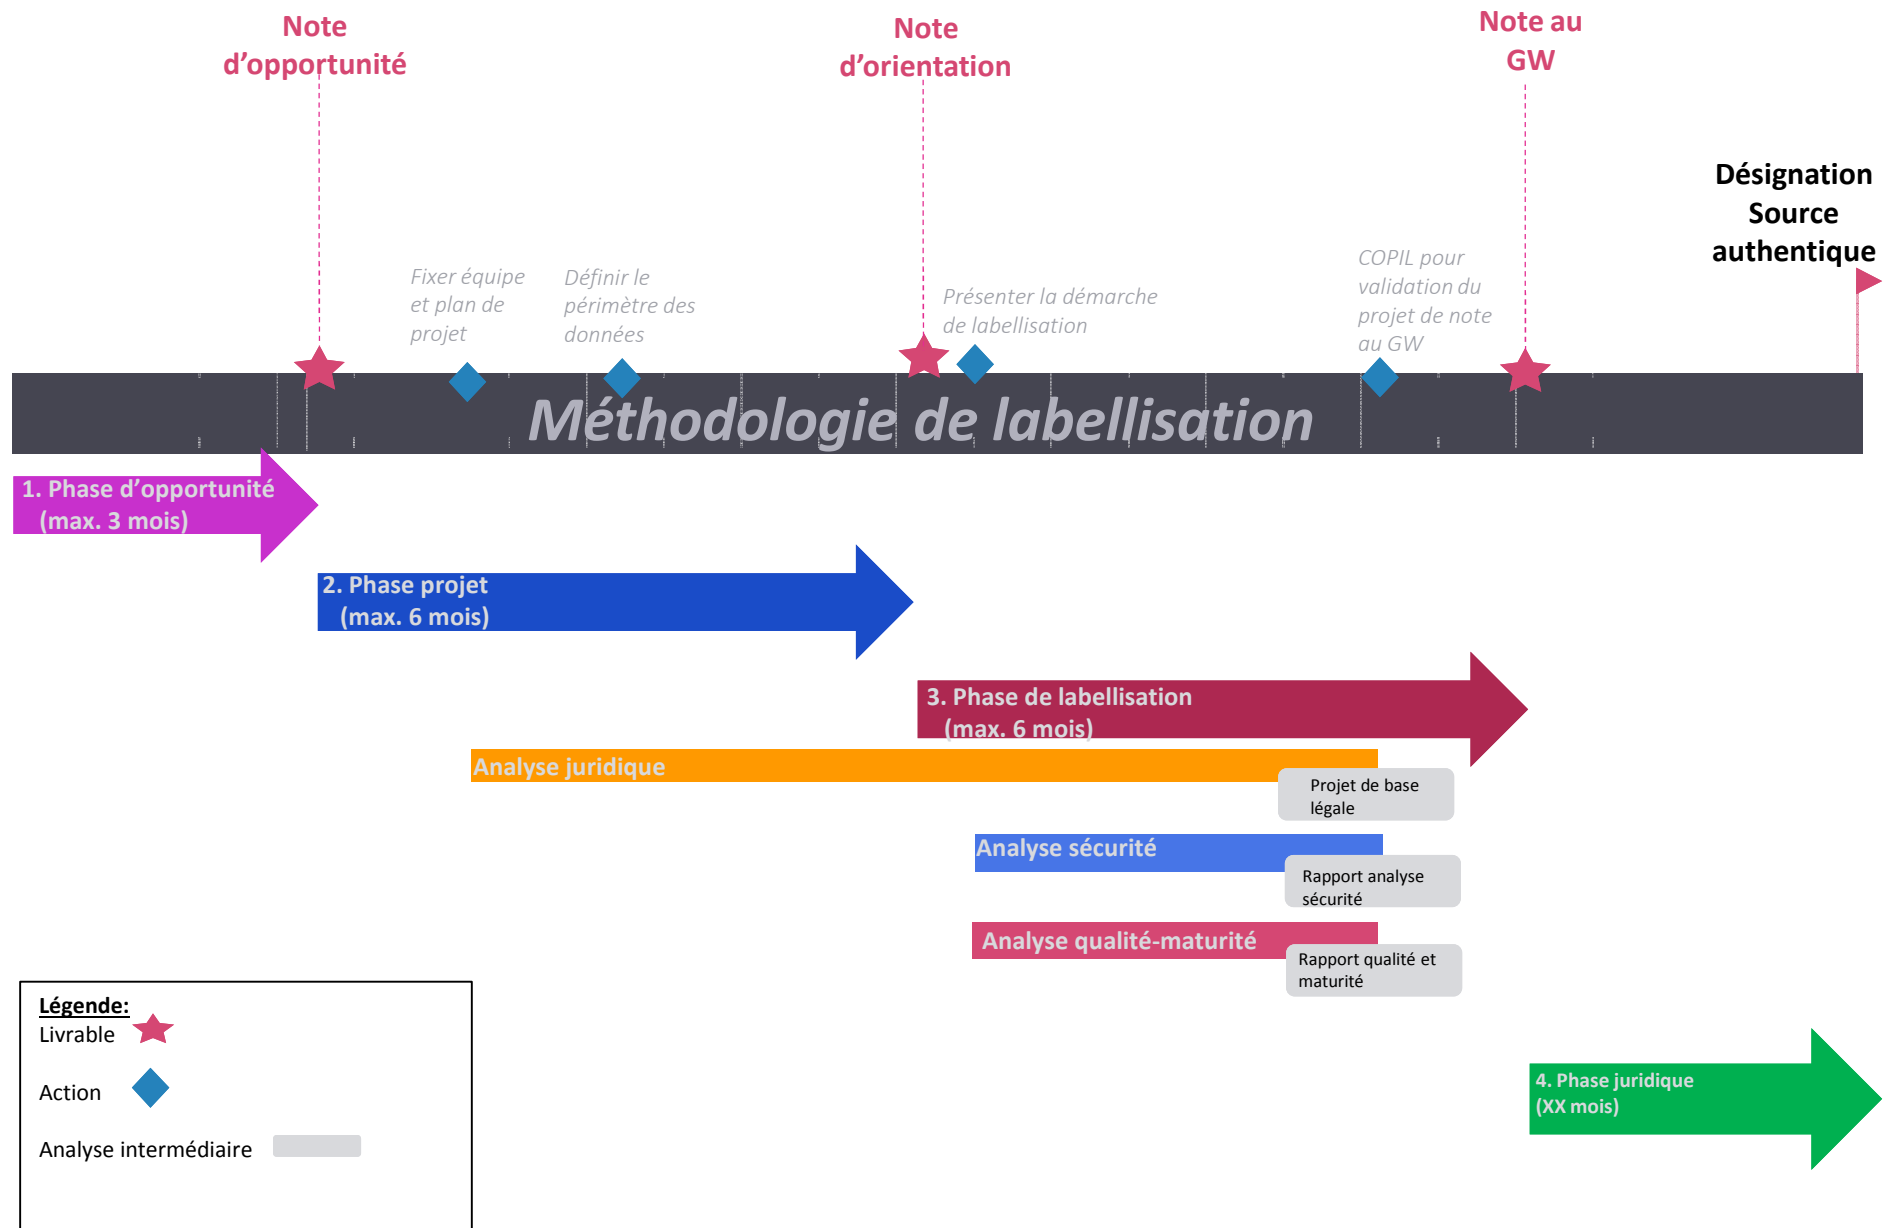 Note
d’opportunité
Note
d’orientation
Note au
GW
Désignation
Source
authentique
Fixer équipe
et plan de
projet
Définir le
périmètre des
données
Présenter la démarche
de labellisation
COPIL pour
validation du
projet de note
au GW
Méthodologie de labellisation
1. Phase d’opportunité
(max. 3 mois)
2. Phase projet
(max. 6 mois)
3. Phase de labellisation
(max. 6 mois)
Analyse juridique
Projet de base
légale
Analyse sécurité
Rapport analyse
sécurité
Analyse qualité-maturité
Rapport qualité et
maturité
4. Phase juridique
(XX mois)
Légende:
Livrable
Action
Analyse intermédiaire